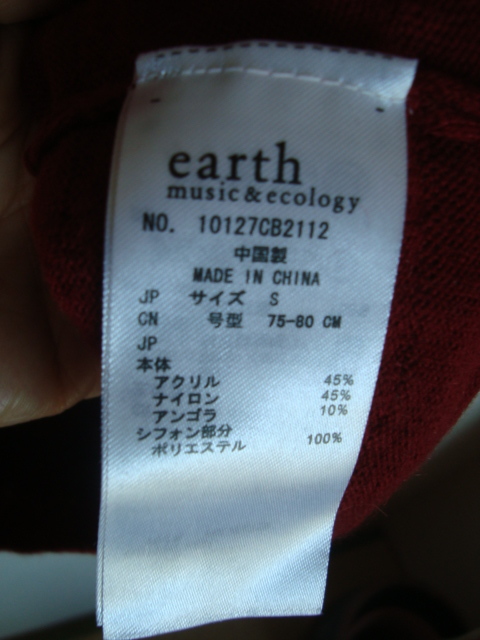 earth
music&ecology
NO. 10127CB2112
中国製
MADE IN CHINA
JP サイズ S
CN 号型 75-80 CM
JP
本体
アクリル 45%
ナイロン 45%
アンゴラ 10%
シフォン部分
ポリエステル 100%